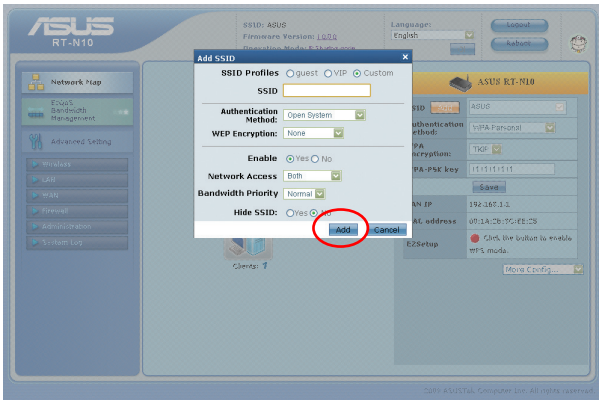 ASUS
RT-N10
SSID: ASUS
Firmware Version:
Language:
English
Logout
Reboot
Add SSID
SSID Profiles guest VIP Custom
SSID
Authentication Method: Open System
WEP Encryption: None
Enable Yes No
Network Access Both
Bandwidth Priority Normal
Hide SSID: Yes No
Add Cancel
Network Map
EzQoS
Bandwidth
Management
Advanced Setting
Wireless
LAN
WAN
Firewall
Administration
System Log
Clients: 7
ASUS RT-N10
SSID ASUS
WPA-Personal
TKIP
WPA-PSK key
Save
LAN IP 192.168.1.1
MAC address
EZSetup Click the button to enable
WPS mode.
More Config...